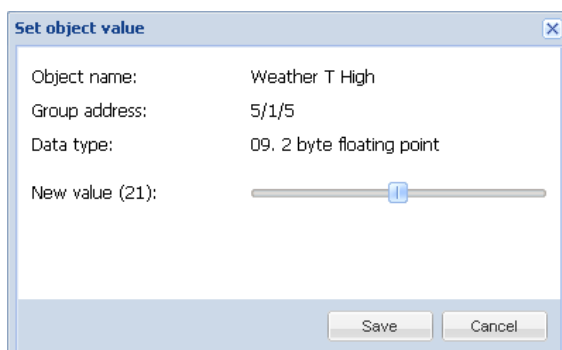 Set object value
Object name: Weather T High
Group address: 5/1/5
Data type: 09. 2 byte floating point
New value (21):
Save Cancel